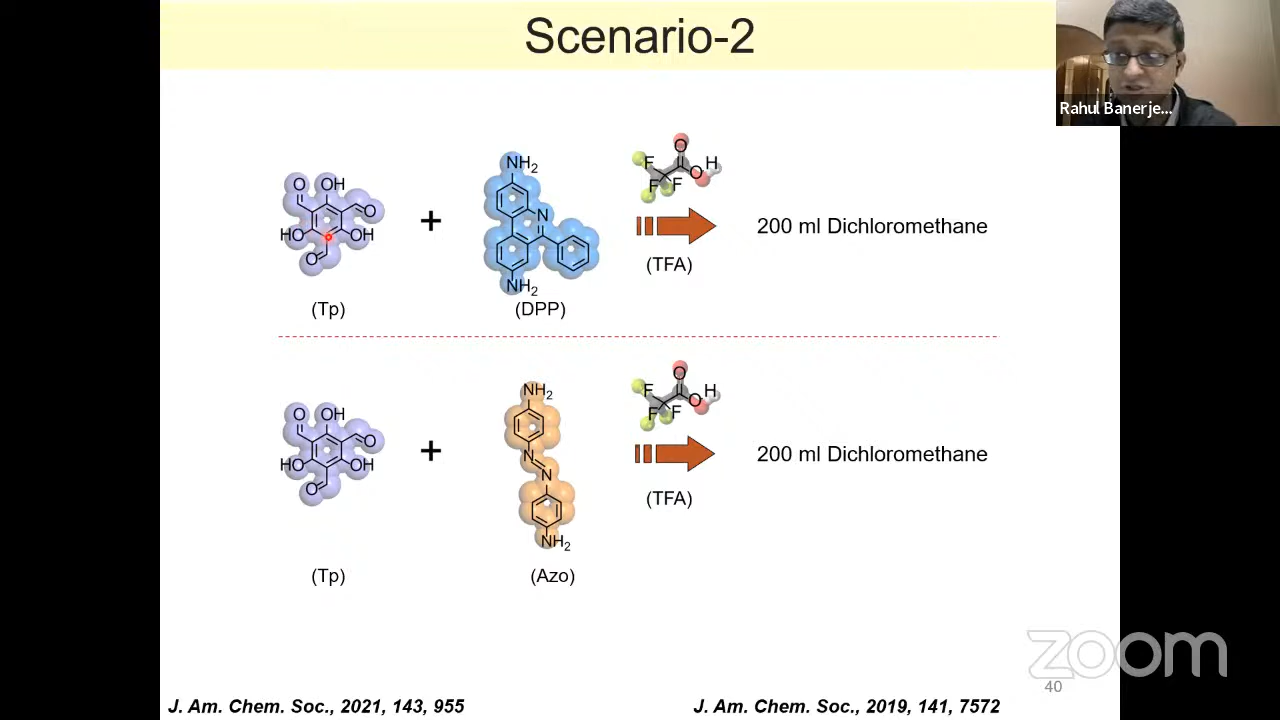 Scenario-2
Rahul Banerje...
O OH
O
HO OH
O
(Tp)
+
NH2
N
NH2
(DPP)
O
F O H
F F
(TFA)
200 ml Dichloromethane
O OH
O
HO OH
O
(Tp)
+
NH2
N
N
NH2
(Azo)
O
F O H
F F
(TFA)
200 ml Dichloromethane
zoom
40
J. Am. Chem. Soc., 2021, 143, 955
J. Am. Chem. Soc., 2019, 141, 7572